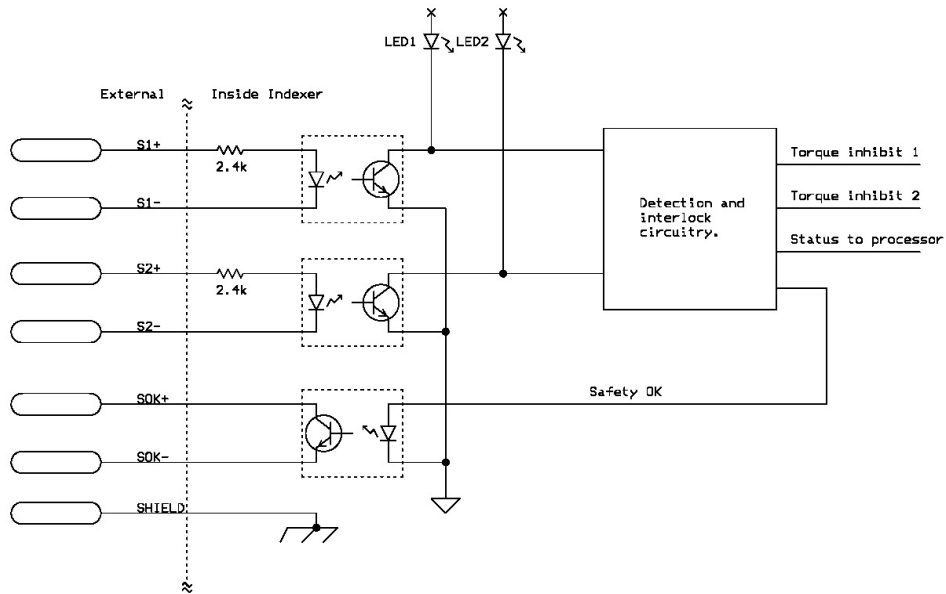 LED1
LED2
External
Inside Indexer
S1+
2.4k
S1-
Torque inhibit 1
Torque inhibit 2
Detection and
interlock
circuitry.
Status to processor
S2+
2.4k
S2-
SOK+
Safety OK
SOK-
SHIELD